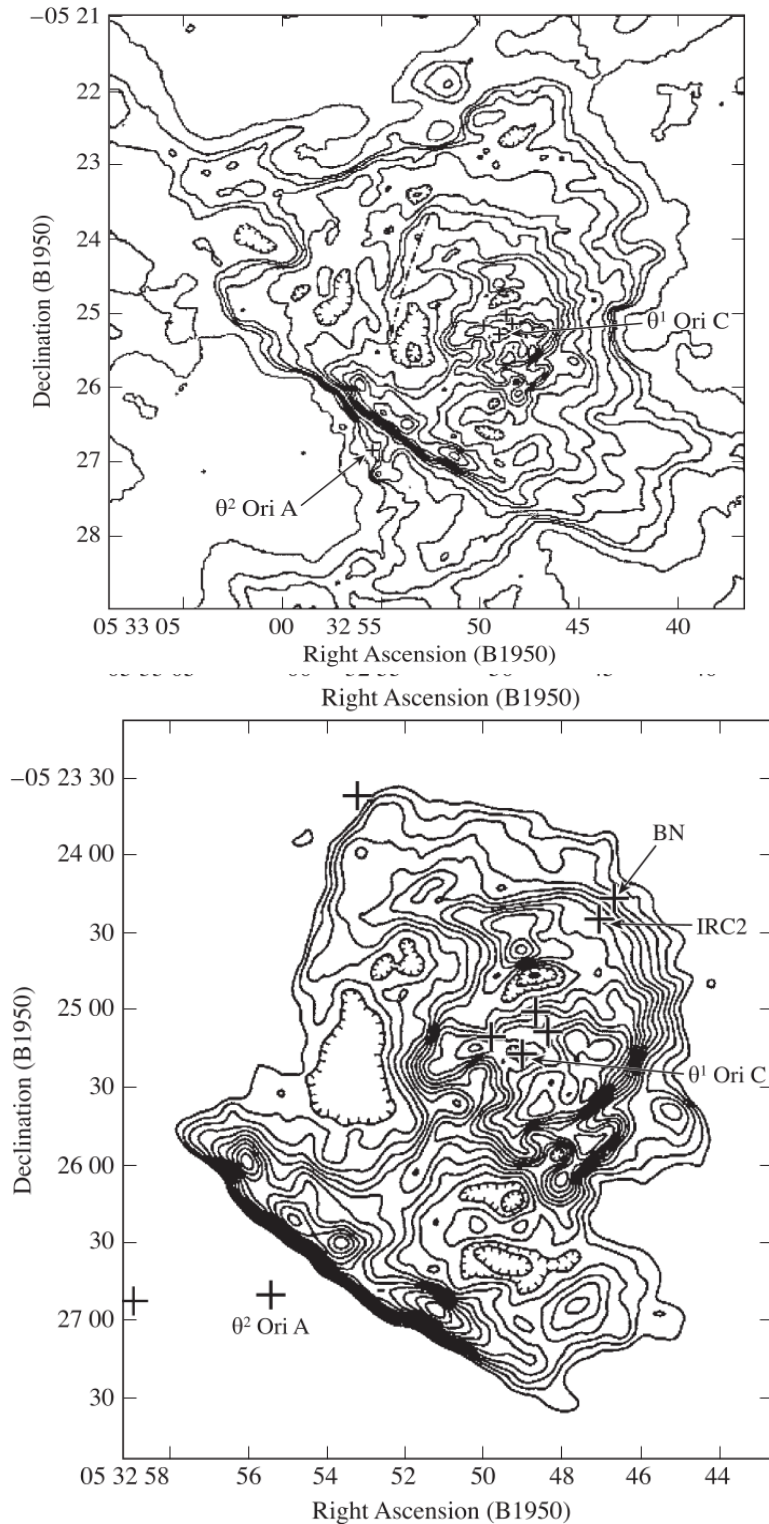 −05 21
22
23
24
25
26
27
28
Declination (B1950)
θ¹ Ori C
θ² Ori A
05 33 05
00
32 55
50
45
40
Right Ascension (B1950)
Right Ascension (B1950)
−05 23 30
24 00
30
25 00
30
26 00
30
27 00
30
Declination (B1950)
BN
IRC2
θ¹ Ori C
θ² Ori A
05 32 58
56
54
52
50
48
46
44
Right Ascension (B1950)